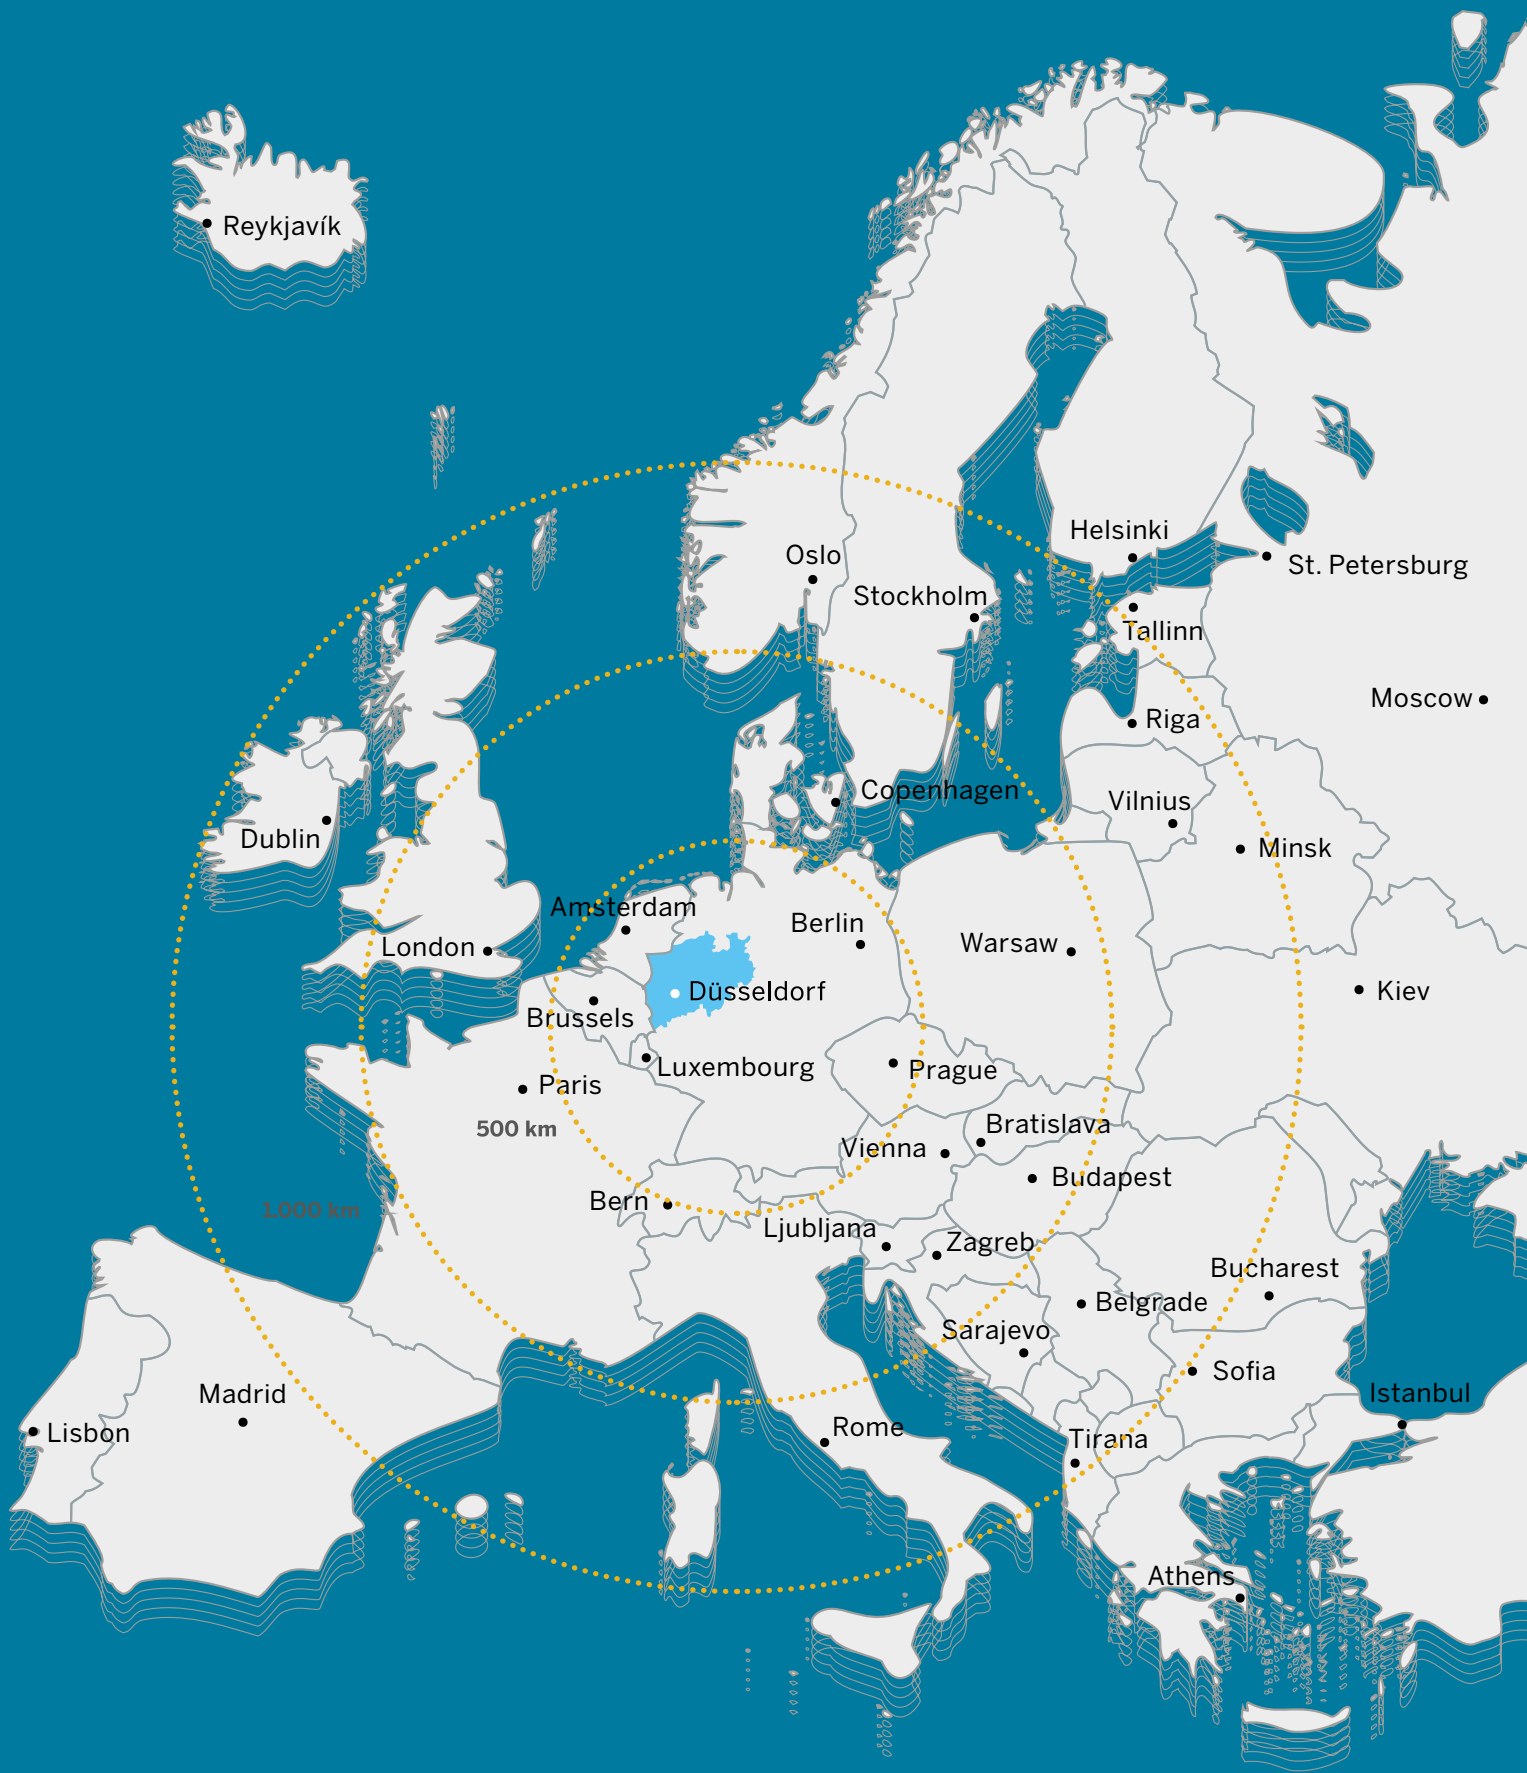 Reykjavík
Helsinki
Oslo
St. Petersburg
Stockholm
Tallinn
Moscow
Riga
Copenhagen
Vilnius
Dublin
Minsk
Amsterdam
Berlin
London
Warsaw
Düsseldorf
Kiev
Brussels
Luxembourg
Prague
Paris
500 km
Bratislava
Vienna
Budapest
Bern
1.000 km
Ljubljana
Zagreb
Bucharest
Belgrade
Sarajevo
Sofia
Madrid
Istanbul
Lisbon
Rome
Tirana
Athens